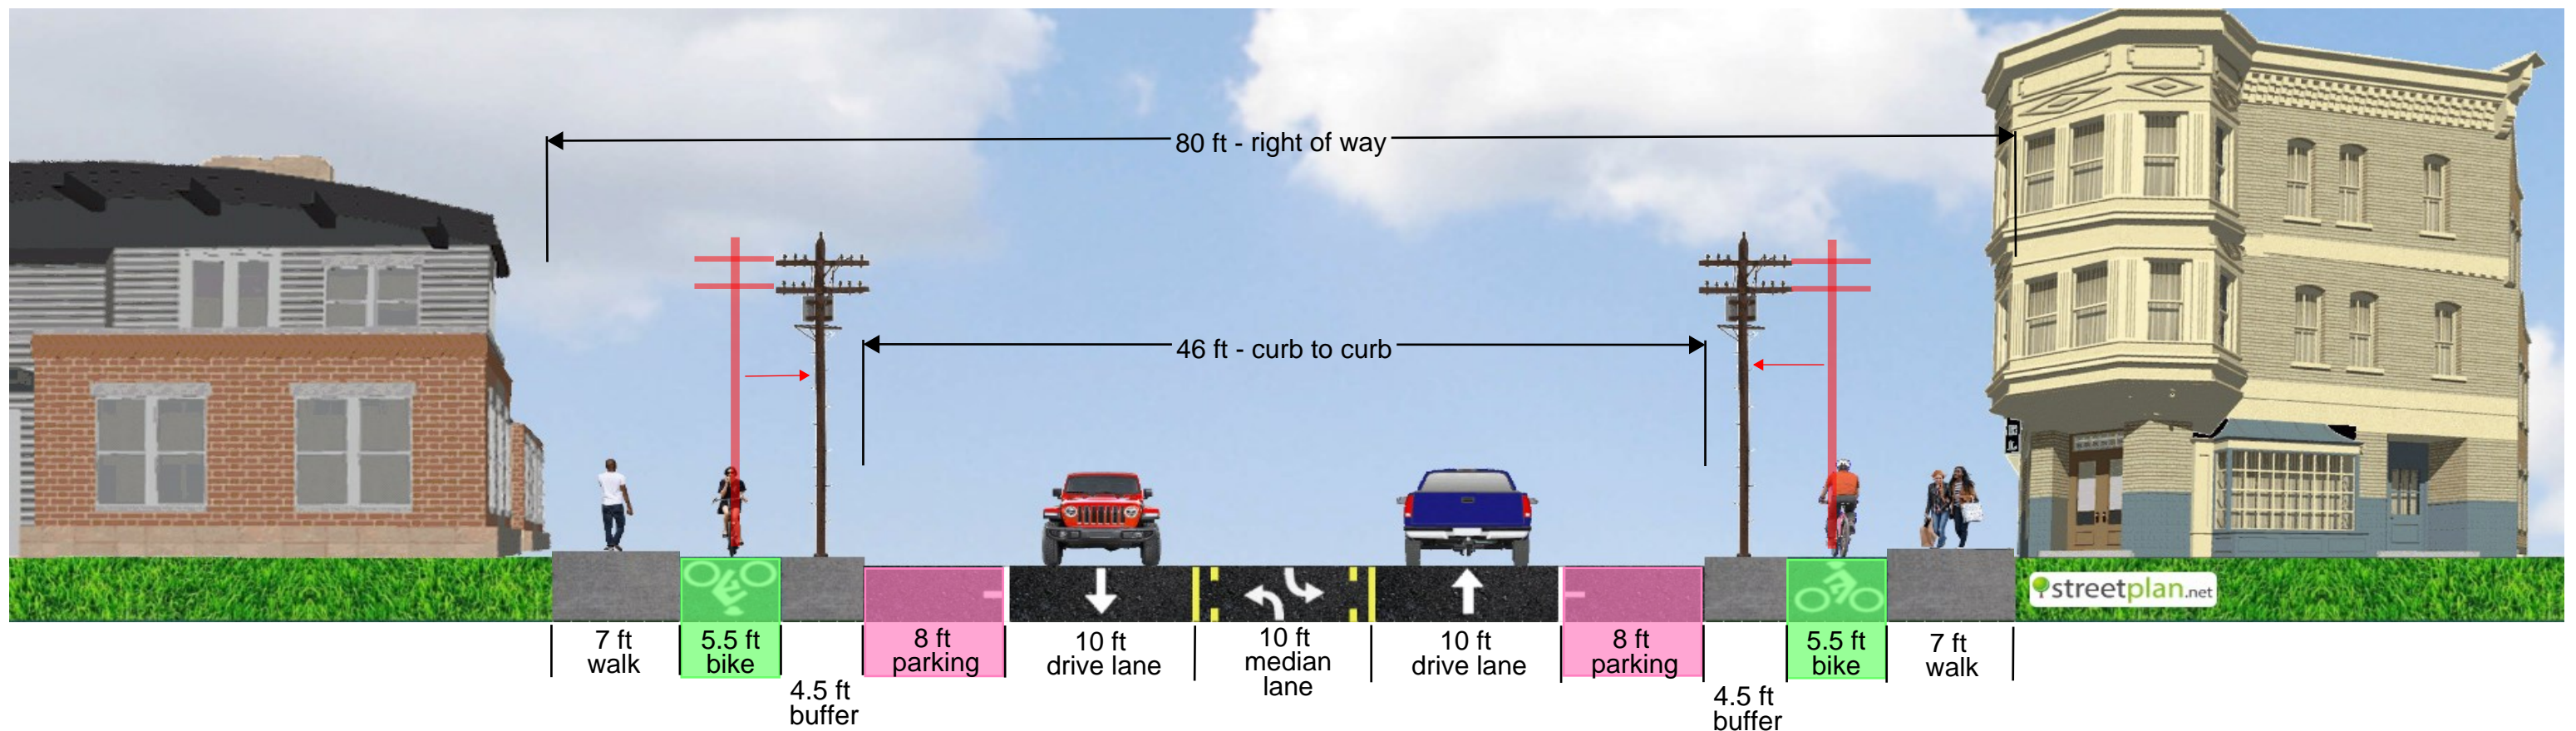 80 ft - right of way
46 ft - curb to curb
streetplan.net
7 ft
walk
5.5 ft
bike
4.5 ft
buffer
8 ft
parking
10 ft
drive lane
10 ft
median
lane
10 ft
drive lane
8 ft
parking
4.5 ft
buffer
5.5 ft
bike
7 ft
walk